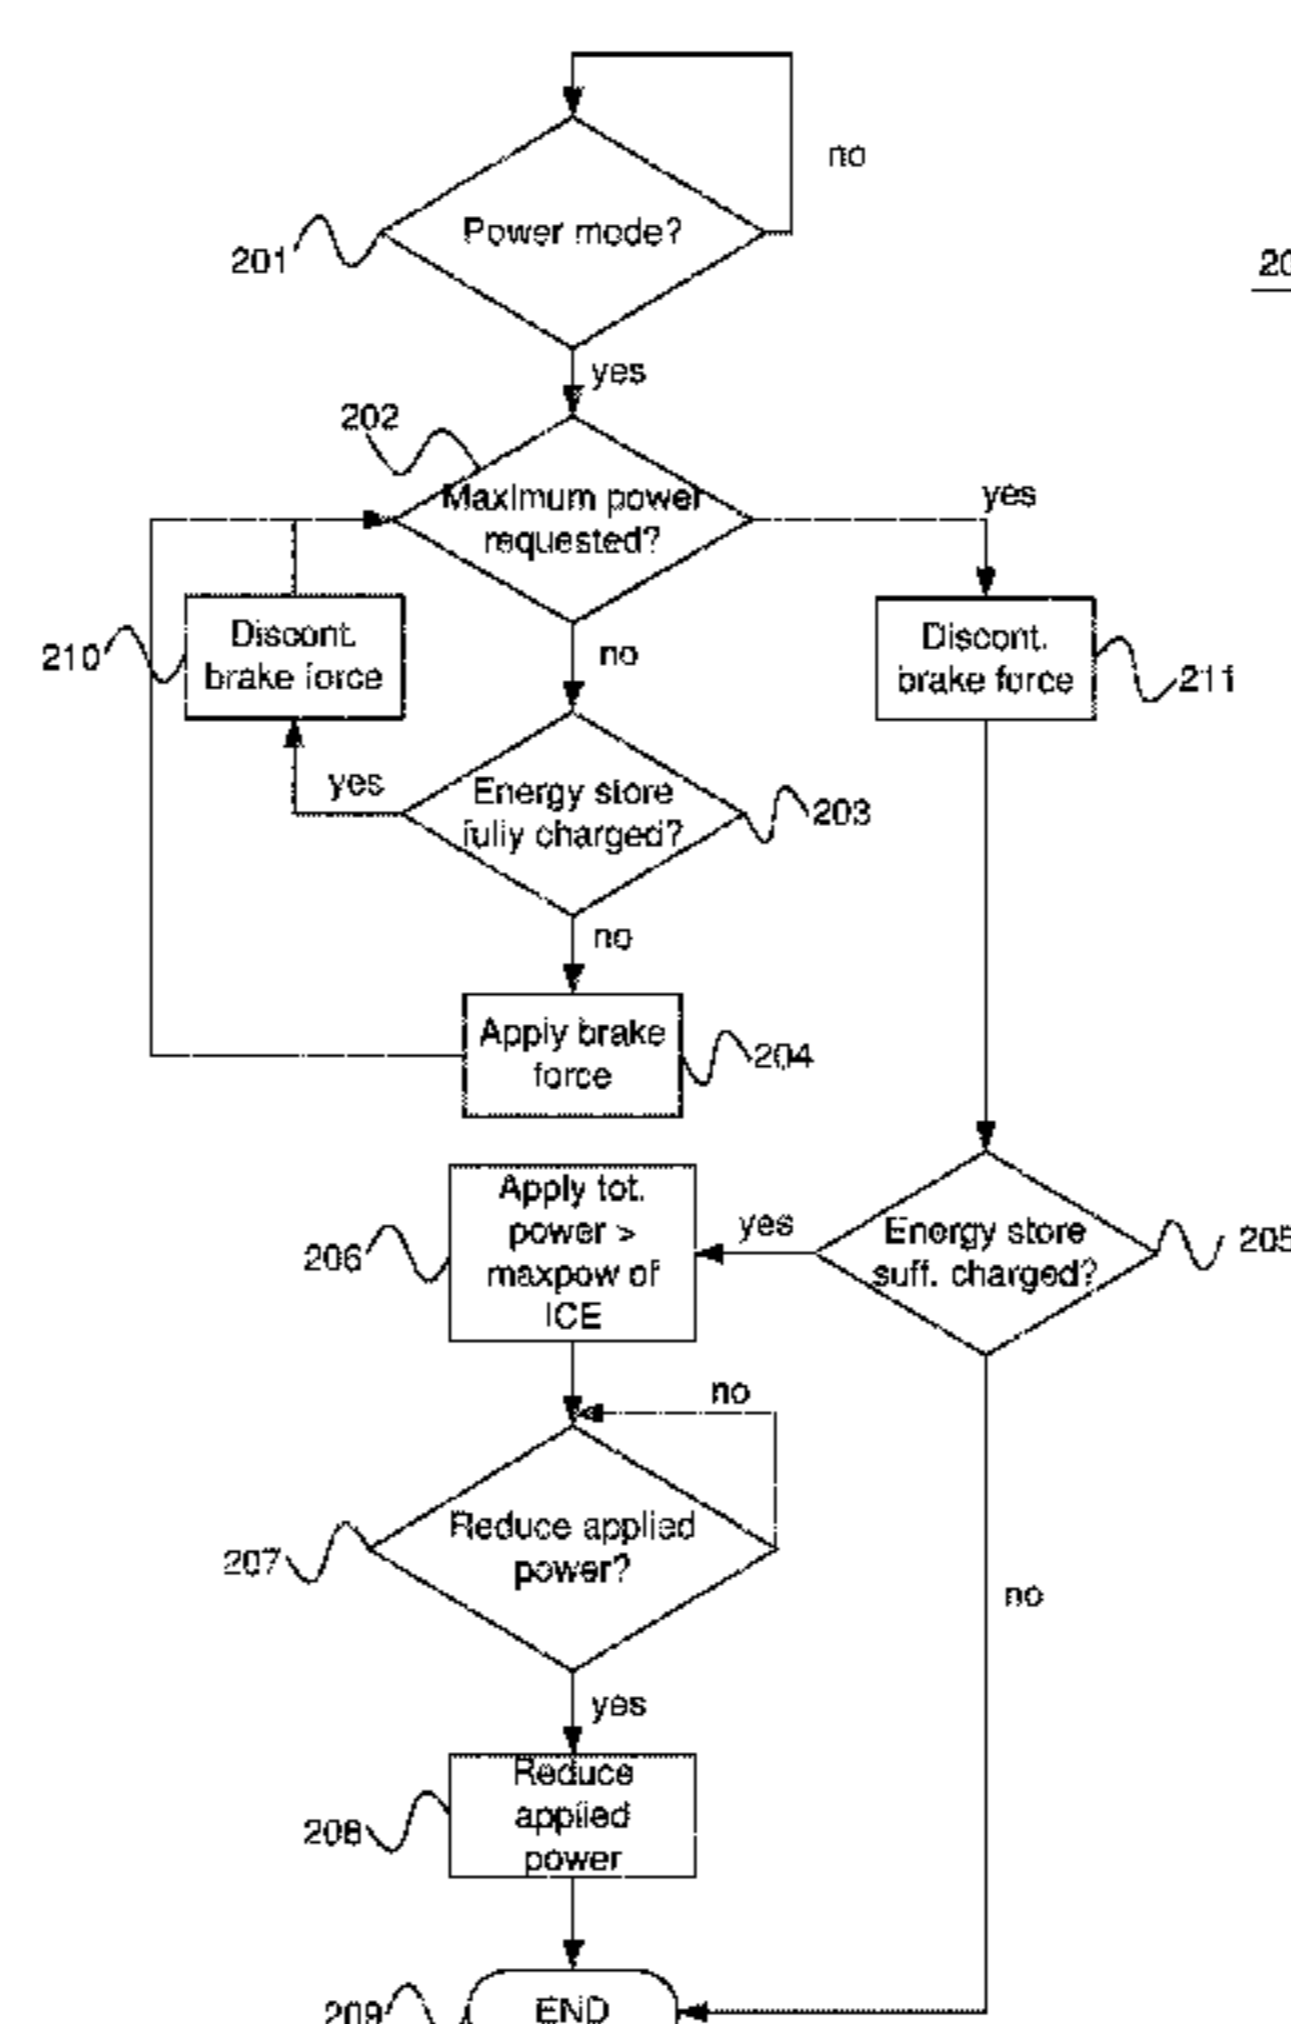 no
Power mode?
201
20
yes
202
Maximum power
requested?
yes
Discont.
brake force
210
no
Discont.
brake force
211
yes
Energy store
fully charged?
203
no
Apply brake
force
204
Apply tot.
power >
maxpow of
ICE
206
yes
Energy store
suff. charged?
205
no
Reduce applied
power?
207
no
yes
Reduce
applied
power
208
END
209